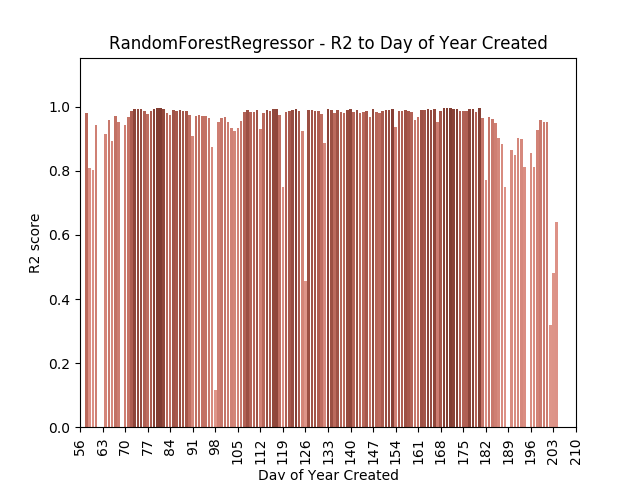 RandomForestRegressor - R2 to Day of Year Created
R2 score
1.0
0.8
0.6
0.4
0.2
0.0
56 63 70 77 84 91 98 105 112 119 126 133 140 147 154 161 168 175 182 189 196 203 210
Day of Year Created